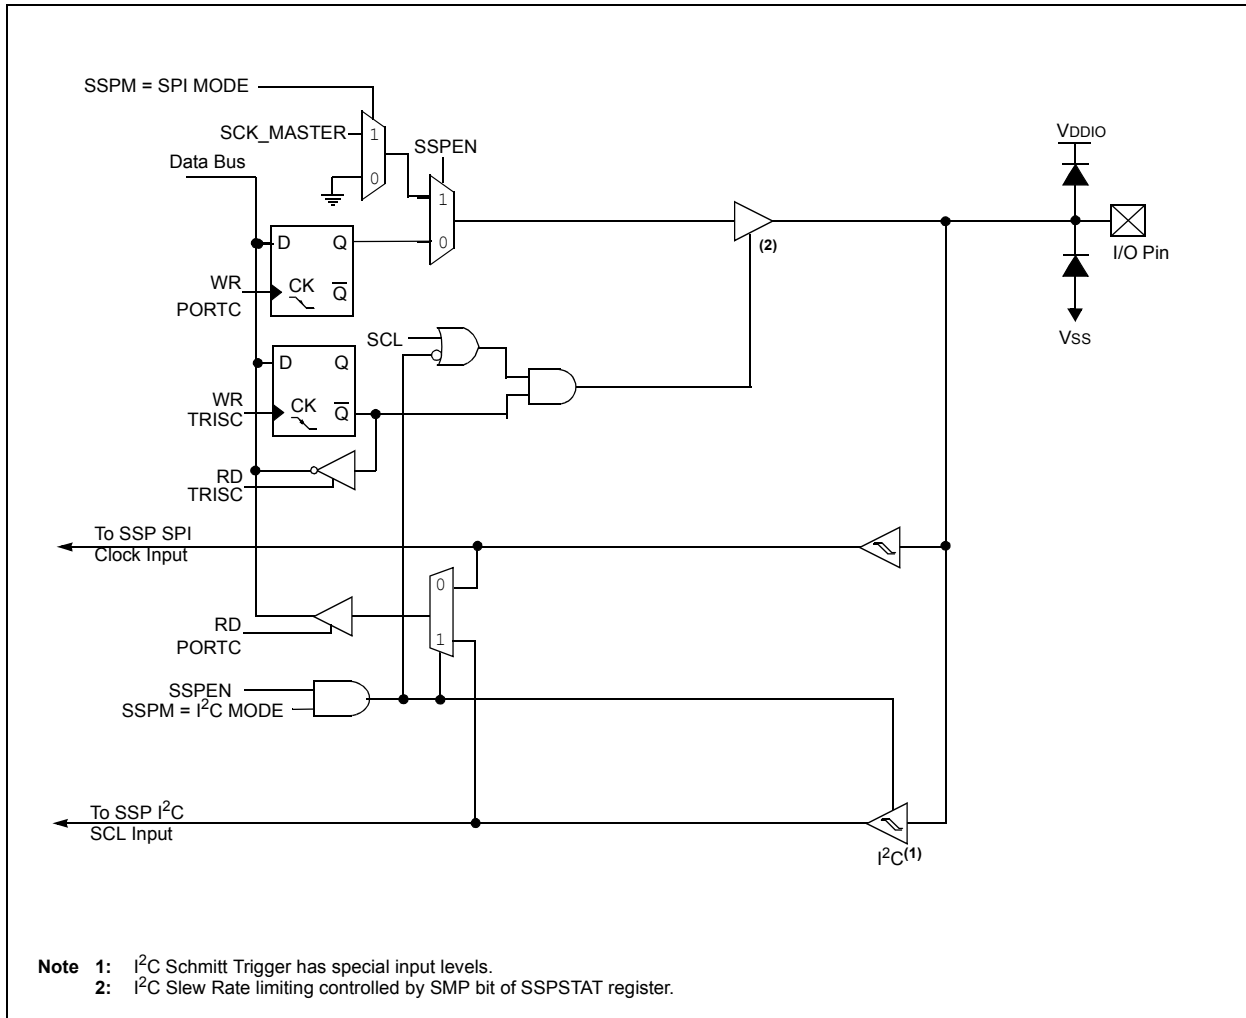 SSPM = SPI MODE
SCK_MASTER
1
SSPEN
VDDIO
Data Bus
0
1
D
Q
0
(2)
I/O Pin
WR
PORTC
CK
Q̅
SCL
VSS
D
Q
WR
TRISC
CK
Q̅
RD
TRISC
To SSP SPI
Clock Input
0
RD
PORTC
1
SSPEN
SSPM = I²C MODE
To SSP I²C
SCL Input
I²C(1)
Note 1: I²C Schmitt Trigger has special input levels.
2: I²C Slew Rate limiting controlled by SMP bit of SSPSTAT register.